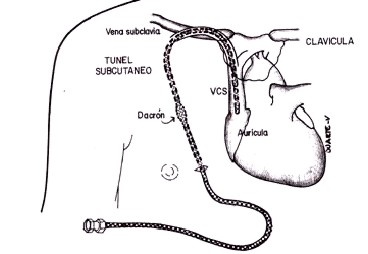 Vena subclavia
CLAVICULA
TUNEL
SUBCUTANEO
VCS
Dacrón
Aurícula
DUARTE-V